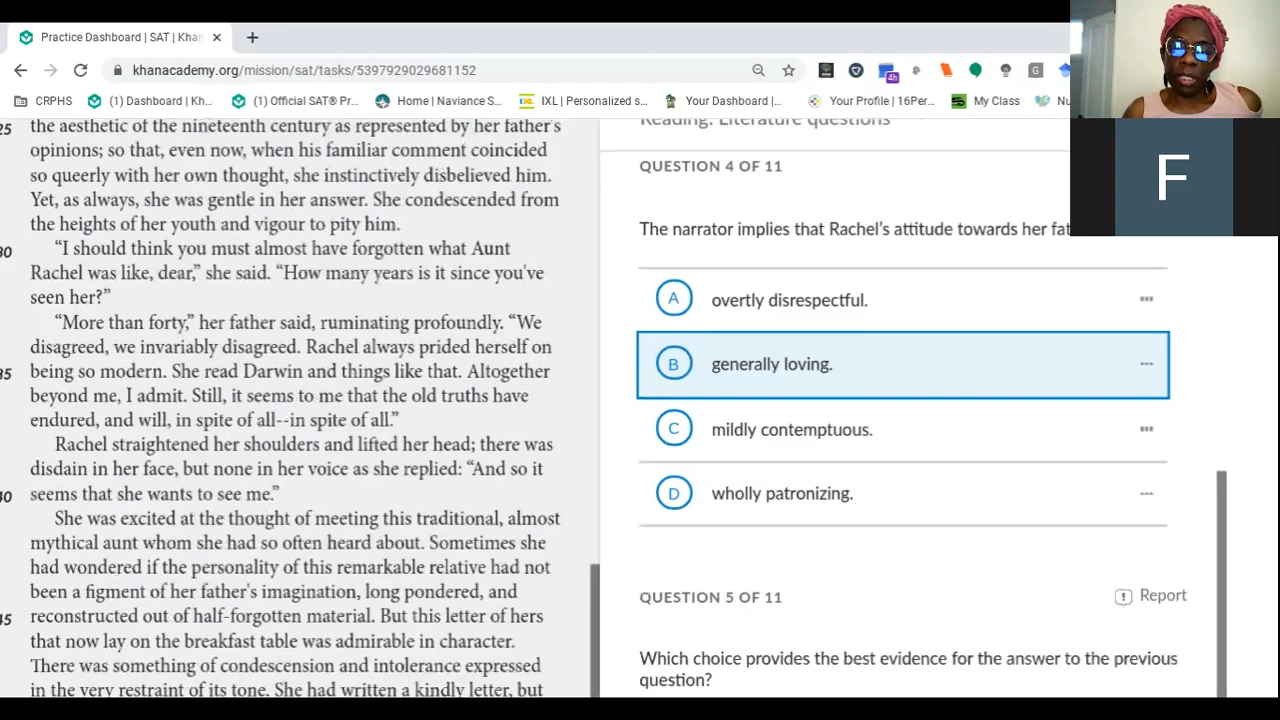 Practice Dashboard | SAT | Khan
khanacademy.org/mission/sat/tasks/5397929029681152
4h
G
CRPHS
(1) Dashboard | Kh...
(1) Official SAT® Pr...
Home | Naviance S...
IXL | Personalized s...
Your Dashboard |...
Your Profile | 16Per...
My Class
Nu
25 the aesthetic of the nineteenth century as represented by her father's
opinions; so that, even now, when his familiar comment coincided
so queerly with her own thought, she instinctively disbelieved him.
Yet, as always, she was gentle in her answer. She condescended from
the heights of her youth and vigour to pity him.
30 "I should think you must almost have forgotten what Aunt
Rachel was like, dear," she said. "How many years is it since you've
seen her?"
"More than forty," her father said, ruminating profoundly. "We
disagreed, we invariably disagreed. Rachel always prided herself on
35 being so modern. She read Darwin and things like that. Altogether
beyond me, I admit. Still, it seems to me that the old truths have
endured, and will, in spite of all--in spite of all."
Rachel straightened her shoulders and lifted her head; there was
disdain in her face, but none in her voice as she replied: "And so it
40 seems that she wants to see me."
She was excited at the thought of meeting this traditional, almost
mythical aunt whom she had so often heard about. Sometimes she
had wondered if the personality of this remarkable relative had not
been a figment of her father's imagination, long pondered, and
45 reconstructed out of half-forgotten material. But this letter of hers
that now lay on the breakfast table was admirable in character.
There was something of condescension and intolerance expressed
in the very restraint of its tone. She had written a kindly letter, but
Reading: Literature questions
QUESTION 4 OF 11
The narrator implies that Rachel's attitude towards her fat
A overtly disrespectful.
B generally loving.
C mildly contemptuous.
D wholly patronizing.
QUESTION 5 OF 11
Report
Which choice provides the best evidence for the answer to the previous
question?
F